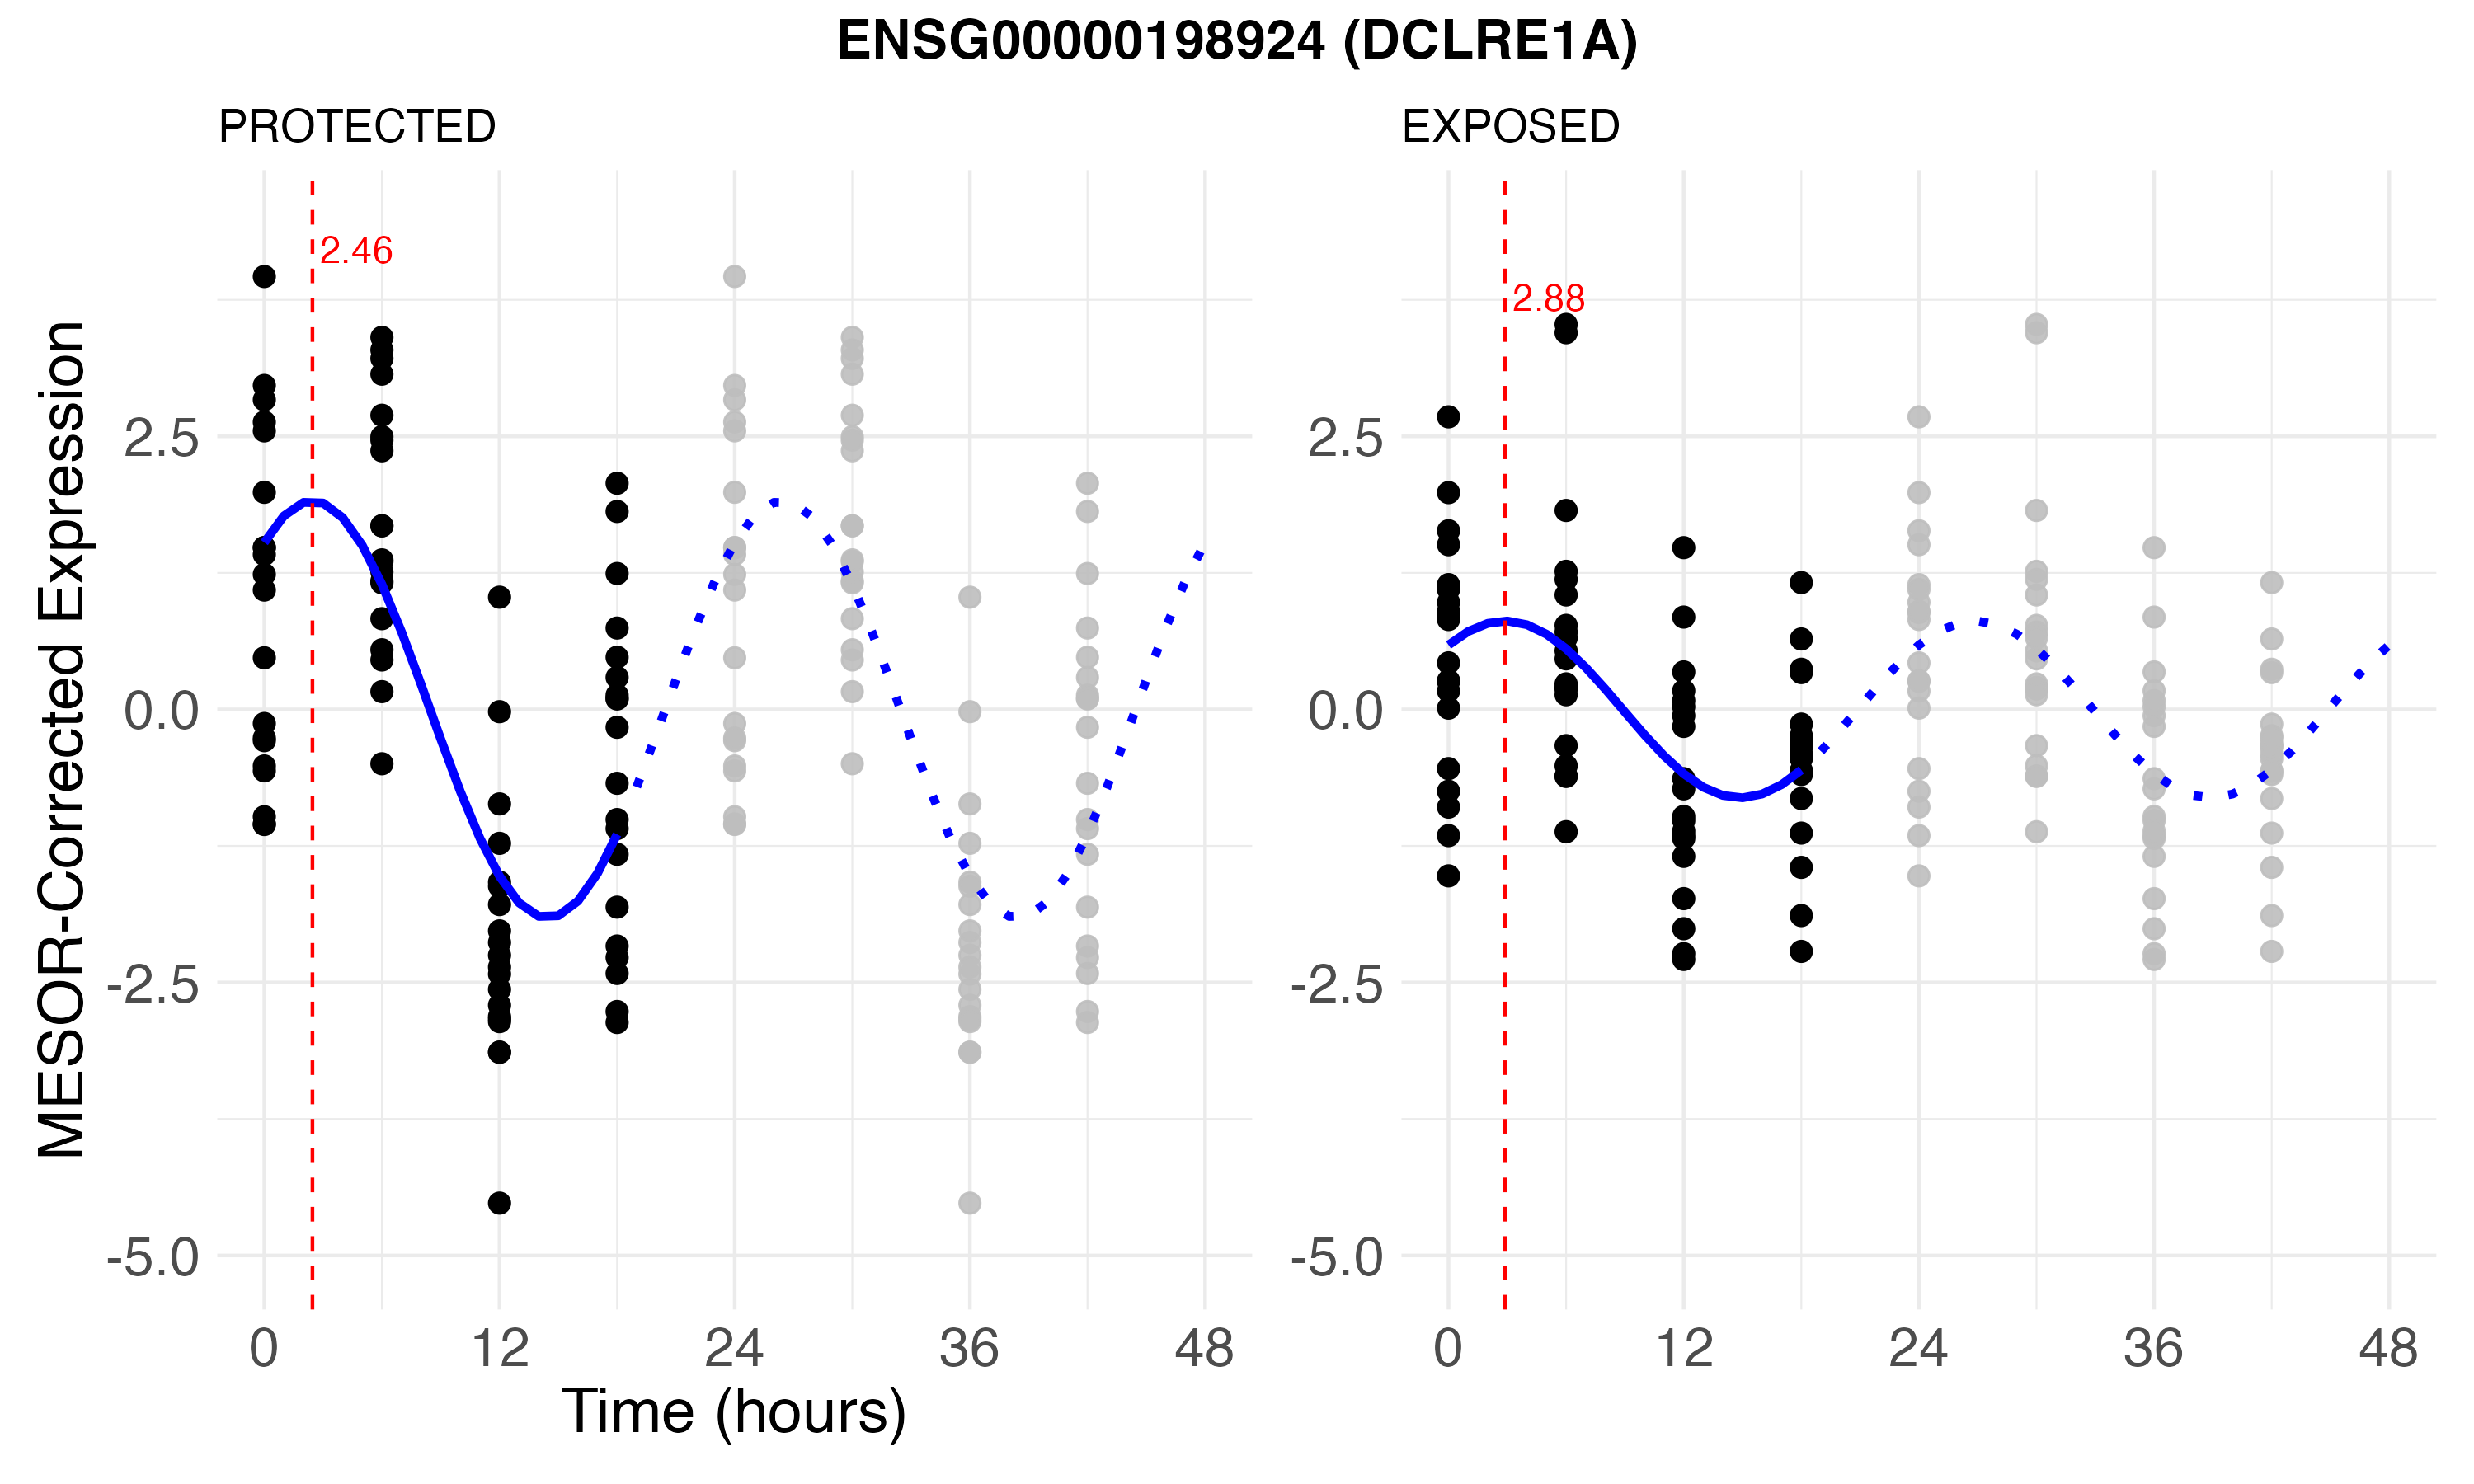 ENSG00000198924 (DCLRE1A)
PROTECTED
EXPOSED
MESOR-Corrected Expression
2.46
2.88
2.5
0.0
-2.5
-5.0
2.5
0.0
-2.5
-5.0
0 12 24 36 48
0 12 24 36 48
Time (hours)